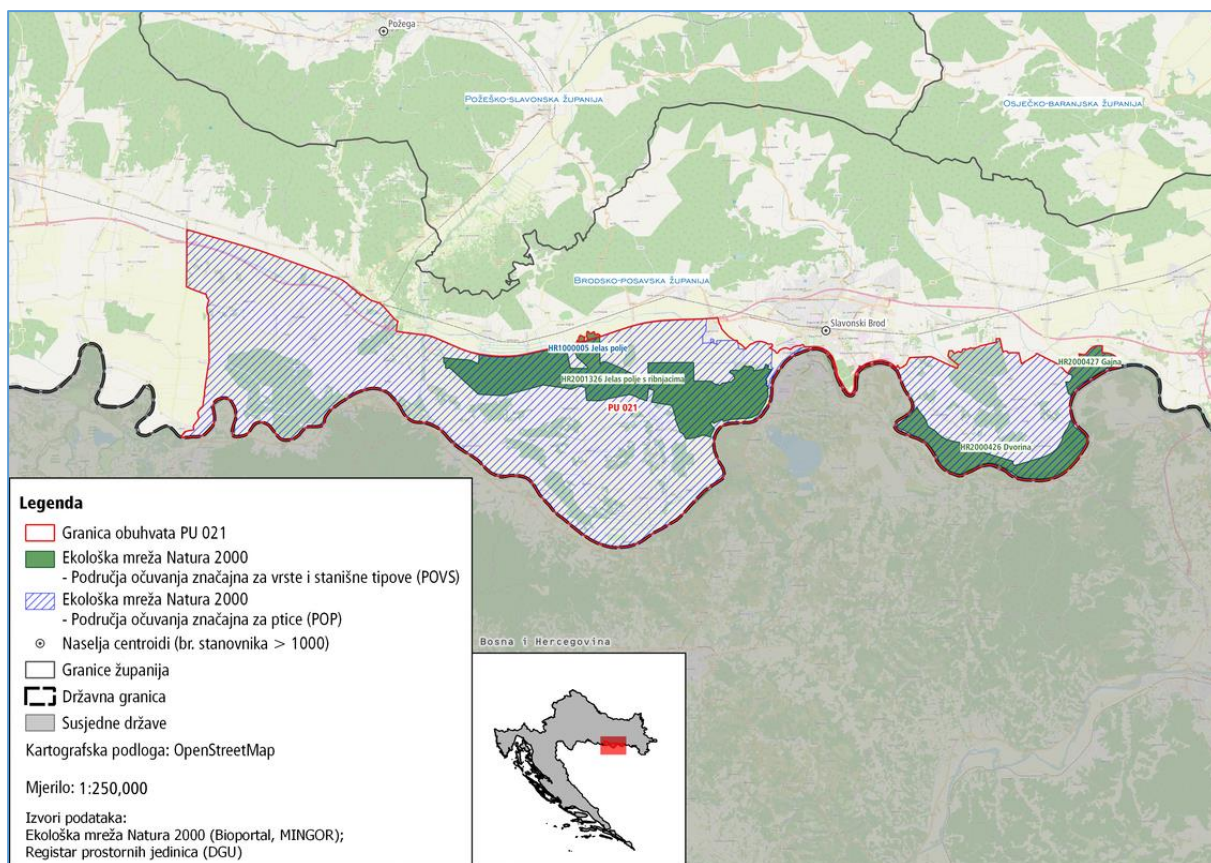 Požega
POŽEŠKO-SLAVONSKA ŽUPANIJA
OSJEČKO-BARANJSKA ŽUPANIJA
BRODSKO-POSAVSKA ŽUPANIJA
Slavonski Brod
HR1000005 Jelas polje
HR2001326 Jelas polje s ribnjacima
PU 021
HR2000427 Gajna
HR2000426 Dvorina
Bosna i Hercegovina
Legenda
Granica obuhvata PU 021
Ekološka mreža Natura 2000
- Područja očuvanja značajna za vrste i stanišne tipove (POVS)
Ekološka mreža Natura 2000
- Područja očuvanja značajna za ptice (POP)
Naselja centroidi (br. stanovnika > 1000)
Granice županija
Državna granica
Susjedne države
Kartografska podloga: OpenStreetMap
Mjerilo: 1:250,000
Izvori podataka:
Ekološka mreža Natura 2000 (Bioportal, MINGOR);
Registar prostornih jedinica (DGU)